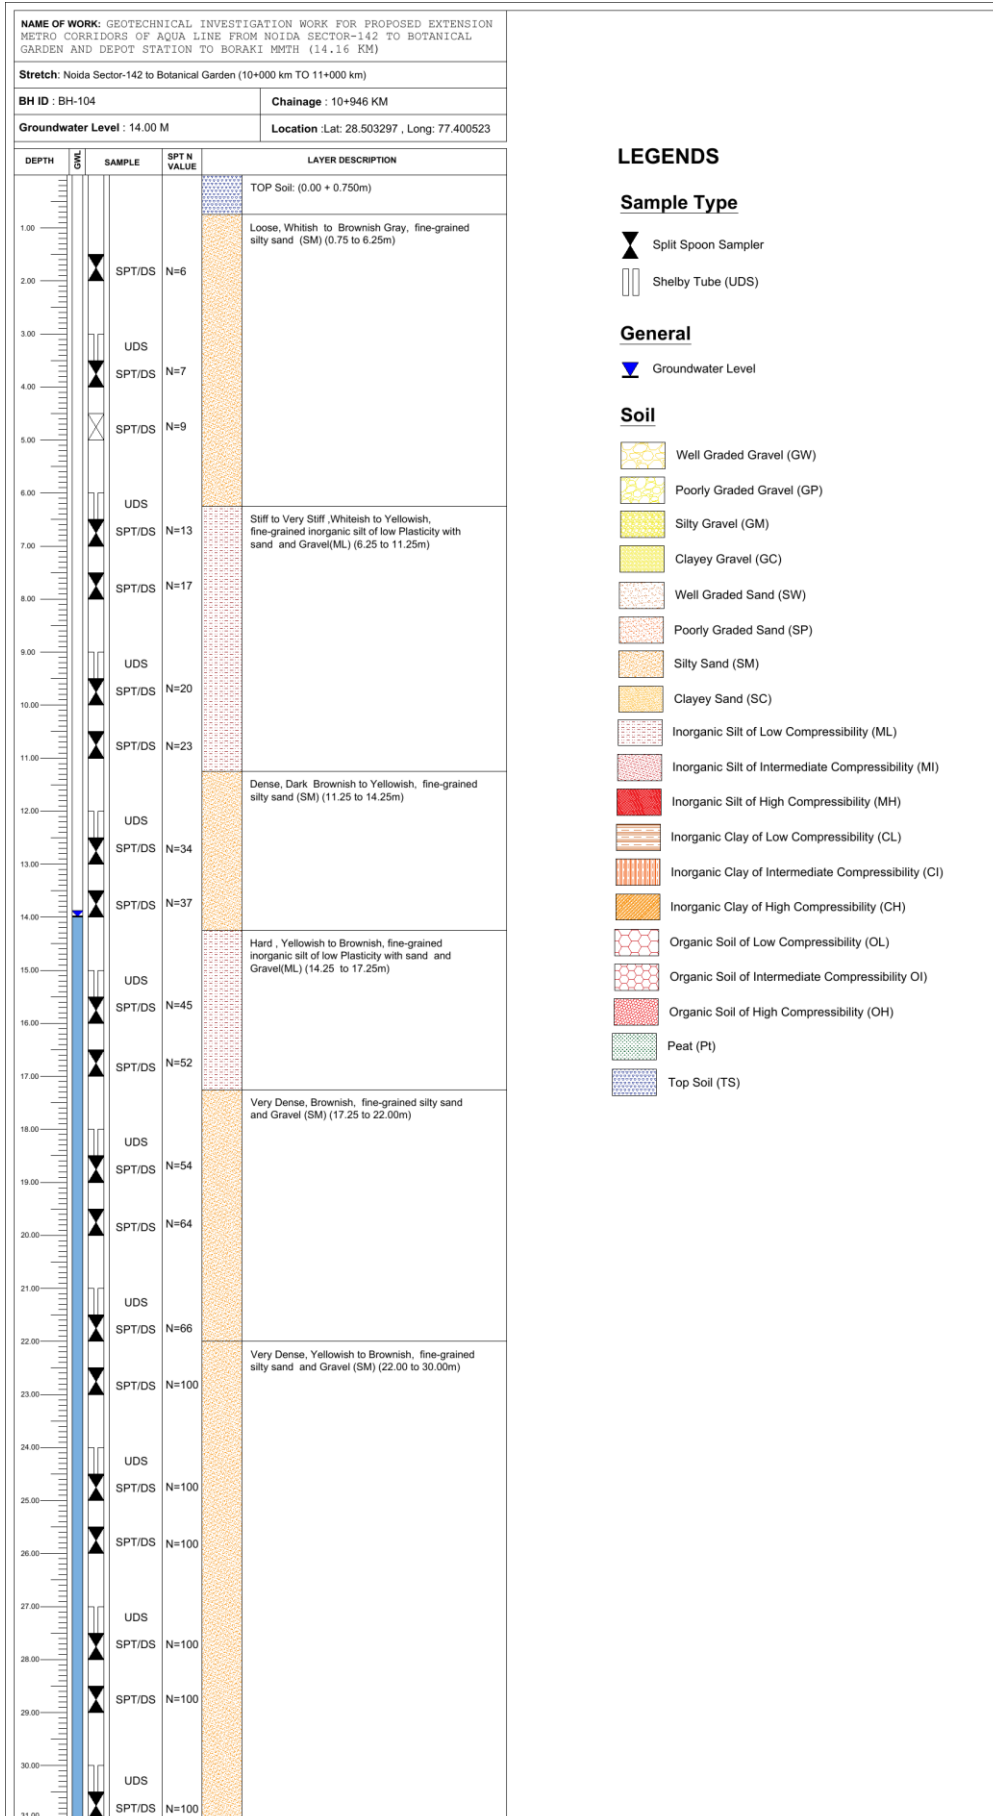 NAME OF WORK: GEOTECHNICAL INVESTIGATION WORK FOR PROPOSED EXTENSION
METRO CORRIDORS OF AQUA LINE FROM NOIDA SECTOR-142 TO BOTANICAL
GARDEN AND DEPOT STATION TO BORAKI MMTH (14.16 KM)
Stretch: Noida Sector-142 to Botanical Garden (10+000 km TO 11+000 km)
BH ID : BH-104
Chainage : 10+946 KM
Groundwater Level : 14.00 M
Location :Lat: 28.503297 , Long: 77.400523
DEPTH
GWL
SAMPLE
SPT N
VALUE
LAYER DESCRIPTION
TOP Soil: (0.00 + 0.750m)
1.00
Loose, Whitish to Brownish Gray, fine-grained
silty sand (SM) (0.75 to 6.25m)
SPT/DS N=6
2.00
3.00
UDS
SPT/DS N=7
4.00
SPT/DS N=9
5.00
6.00
UDS
Stiff to Very Stiff ,Whiteish to Yellowish,
fine-grained inorganic silt of low Plasticity with
sand and Gravel(ML) (6.25 to 11.25m)
SPT/DS N=13
7.00
SPT/DS N=17
8.00
9.00
UDS
SPT/DS N=20
10.00
SPT/DS N=23
11.00
Dense, Dark Brownish to Yellowish, fine-grained
silty sand (SM) (11.25 to 14.25m)
12.00
UDS
SPT/DS N=34
13.00
SPT/DS N=37
14.00
Hard , Yellowish to Brownish, fine-grained
inorganic silt of low Plasticity with sand and
Gravel(ML) (14.25 to 17.25m)
15.00
UDS
SPT/DS N=45
16.00
SPT/DS N=52
17.00
Very Dense, Brownish, fine-grained silty sand
and Gravel (SM) (17.25 to 22.00m)
18.00
UDS
SPT/DS N=54
19.00
SPT/DS N=64
20.00
21.00
UDS
SPT/DS N=66
22.00
Very Dense, Yellowish to Brownish, fine-grained
silty sand and Gravel (SM) (22.00 to 30.00m)
SPT/DS N=100
23.00
24.00
UDS
SPT/DS N=100
25.00
SPT/DS N=100
26.00
27.00
UDS
SPT/DS N=100
28.00
SPT/DS N=100
29.00
30.00
UDS
SPT/DS N=100
31.00
LEGENDS
Sample Type
Split Spoon Sampler
Shelby Tube (UDS)
General
Groundwater Level
Soil
Well Graded Gravel (GW)
Poorly Graded Gravel (GP)
Silty Gravel (GM)
Clayey Gravel (GC)
Well Graded Sand (SW)
Poorly Graded Sand (SP)
Silty Sand (SM)
Clayey Sand (SC)
Inorganic Silt of Low Compressibility (ML)
Inorganic Silt of Intermediate Compressibility (MI)
Inorganic Silt of High Compressibility (MH)
Inorganic Clay of Low Compressibility (CL)
Inorganic Clay of Intermediate Compressibility (CI)
Inorganic Clay of High Compressibility (CH)
Organic Soil of Low Compressibility (OL)
Organic Soil of Intermediate Compressibility OI)
Organic Soil of High Compressibility (OH)
Peat (Pt)
Top Soil (TS)